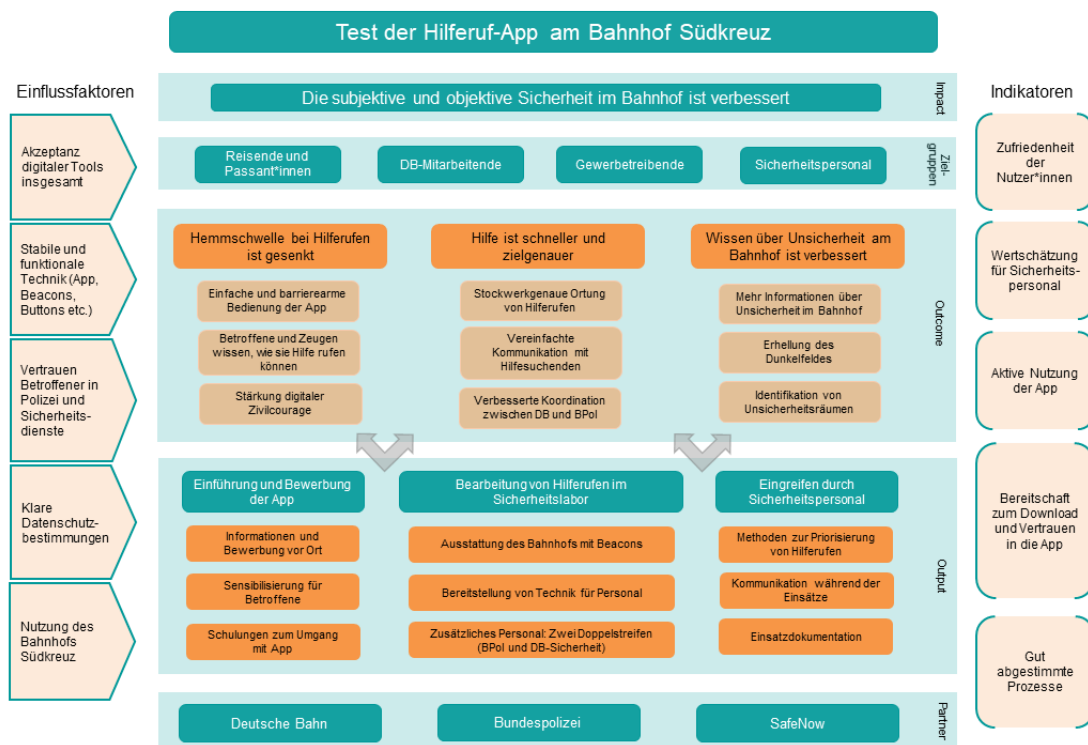 Test der Hilferuf-App am Bahnhof Südkreuz
Einflussfaktoren
Akzeptanz
digitaler Tools
insgesamt
Stabile und
funktionale
Technik (App,
Beacons,
Buttons etc.)
Vertrauen
Betroffener in
Polizei und
Sicherheits-
dienste
Klare
Datenschutz-
bestimmungen
Nutzung des
Bahnhofs
Südkreuz
Impact
Die subjektive und objektive Sicherheit im Bahnhof ist verbessert
Ziel-
gruppen
Reisende und
Passant*innen
DB-Mitarbeitende
Gewerbetreibende
Sicherheitspersonal
Outcome
Hemmschwelle bei Hilferufen
ist gesenkt
Einfache und barrierearme
Bedienung der App
Betroffene und Zeugen
wissen, wie sie Hilfe rufen
können
Stärkung digitaler
Zivilcourage
Hilfe ist schneller und
zielgenauer
Stockwerkgenaue Ortung
von Hilferufen
Vereinfachte
Kommunikation mit
Hilfesuchenden
Verbesserte Koordination
zwischen DB und BPol
Wissen über Unsicherheit am
Bahnhof ist verbessert
Mehr Informationen über
Unsicherheit im Bahnhof
Erhellung des
Dunkelfeldes
Identifikation von
Unsicherheitsräumen
Output
Einführung und Bewerbung
der App
Informationen und
Bewerbung vor Ort
Sensibilisierung für
Betroffene
Schulungen zum Umgang
mit App
Bearbeitung von Hilferufen im
Sicherheitslabor
Ausstattung des Bahnhofs mit Beacons
Bereitstellung von Technik für Personal
Zusätzliches Personal: Zwei Doppelstreifen
(BPol und DB-Sicherheit)
Eingreifen durch
Sicherheitspersonal
Methoden zur Priorisierung
von Hilferufen
Kommunikation während der
Einsätze
Einsatzdokumentation
Partner
Deutsche Bahn
Bundespolizei
SafeNow
Indikatoren
Zufriedenheit
der
Nutzer*innen
Wertschätzung
für Sicherheits-
personal
Aktive Nutzung
der App
Bereitschaft
zum Download
und Vertrauen
in die App
Gut
abgestimmte
Prozesse